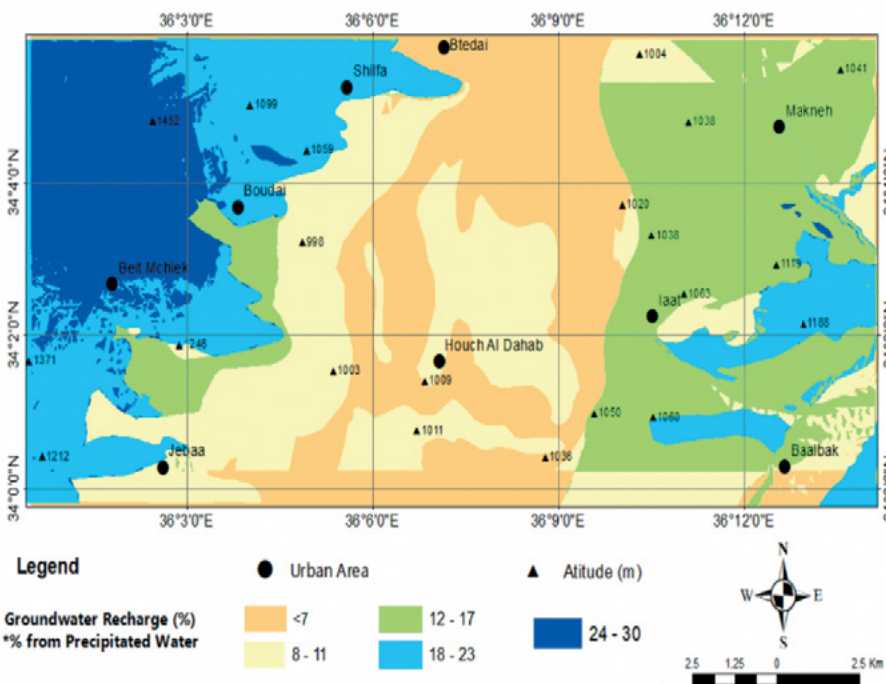 36°3'0"E 36°6'0"E 36°9'0"E 36°12'0"E
Btedai
1004
Shilfa
1041
1099
1452
1038
Makneh
1059
34°4'0"N
Boudai
1020
998
1038
Beit Mchiek
1119
1063
Iaat
1188
34°2'0"N
1248
Houch Al Dahab
1371
1003
1009
1050
1060
1011
Jebaa
1212
1036
Baalbak
34°0'0"N
36°3'0"E 36°6'0"E 36°9'0"E 36°12'0"E
Legend
Urban Area
Atitude (m)
Groundwater Recharge (%)
*% from Precipitated Water
<7
8 - 11
12 - 17
18 - 23
24 - 30
N
W E
S
2.5 1.25 0 2.5 Km